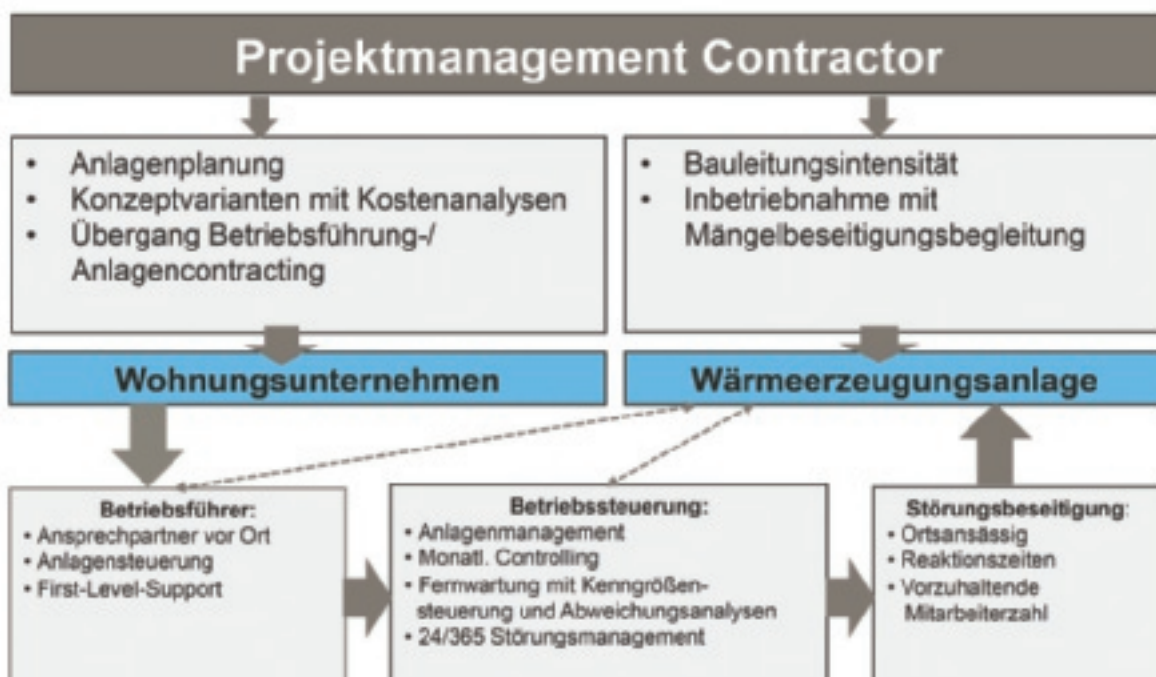 Projektmanagement Contractor
• Anlagenplanung
• Konzeptvarianten mit Kostenanalysen
• Übergang Betriebsführung-/
Anlagencontracting
• Bauleitungsintensität
• Inbetriebnahme mit
Mängelbeseitigungsbegleitung
Wohnungsunternehmen
Wärmeerzeugungsanlage
Betriebsführer:
• Ansprechpartner vor Ort
• Anlagensteuerung
• First-Level-Support
Betriebssteuerung:
• Anlagenmanagement
• Monatl. Controlling
• Fernwartung mit Kenngrößen-
steuerung und Abweichungsanalysen
• 24/365 Störungsmanagement
Störungsbeseitigung:
• Ortsansässig
• Reaktionszeiten
• Vorzuhaltende
Mitarbeiterzahl